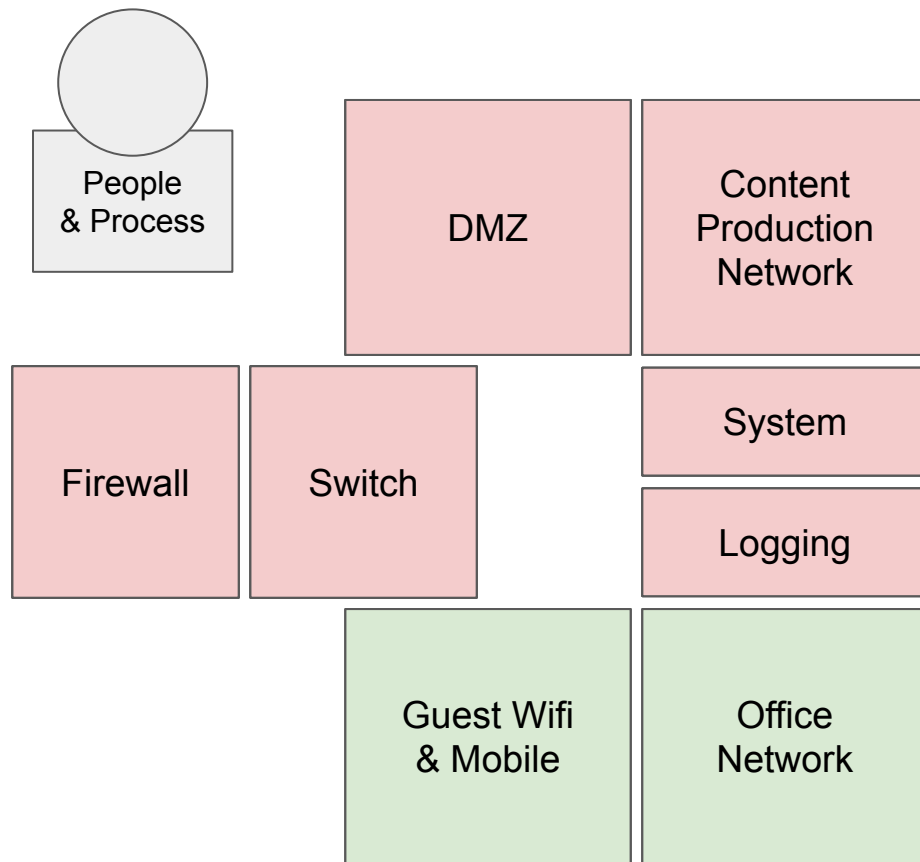 People
& Process
DMZ
Content
Production
Network
Firewall
Switch
System
Logging
Guest Wifi
& Mobile
Office
Network